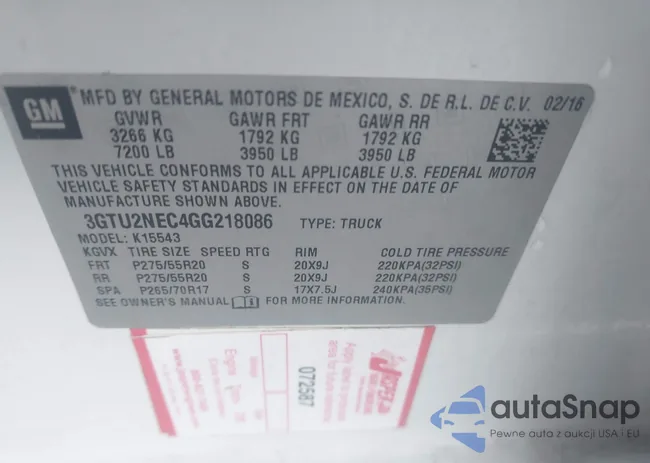 GM
MFD BY GENERAL MOTORS DE MEXICO, S. DE R.L. DE C.V. 02/16
GVWR GAWR FRT GAWR RR
3266 KG 1792 KG 1792 KG
7200 LB 3950 LB 3950 LB
THIS VEHICLE CONFORMS TO ALL APPLICABLE U.S. FEDERAL MOTOR
VEHICLE SAFETY STANDARDS IN EFFECT ON THE DATE OF
MANUFACTURE SHOWN ABOVE.
3GTU2NEC4GG218086 TYPE: TRUCK
MODEL: K15543
KGVX TIRE SIZE SPEED RTG RIM COLD TIRE PRESSURE
FRT P275/55R20 S 20X9J 220KPA(32PSI)
RR P275/55R20 S 20X9J 220KPA(32PSI)
SPA P265/70R17 S 17X7.5J 240KPA(35PSI)
SEE OWNER'S MANUAL FOR MORE INFORMATION.
072587
autaSnap
Pewne auto z aukcji USA i EU